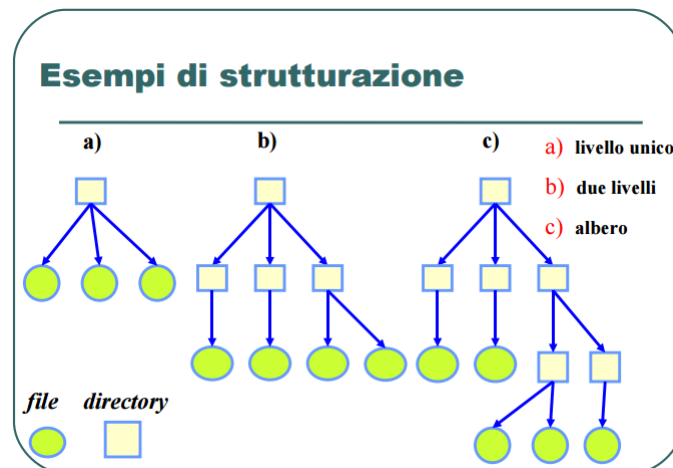 Esempi di strutturazione
a) b) c)
a) livello unico
b) due livelli
c) albero
file directory